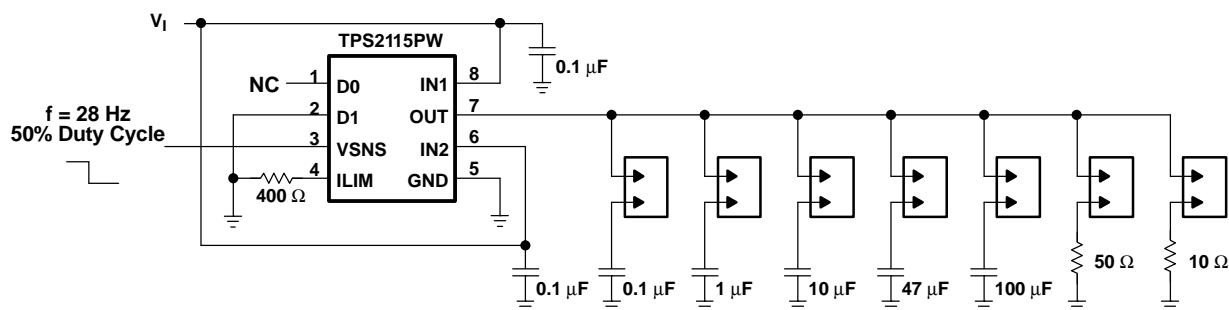 V_I
TPS2115PW
0.1 μF
NC
1 D0 IN1 8
f = 28 Hz
50% Duty Cycle
2 D1 OUT 7
3 VSNS IN2 6
4 ILIM GND 5
400 Ω
50 Ω
10 Ω
0.1 μF
0.1 μF
1 μF
10 μF
47 μF
100 μF